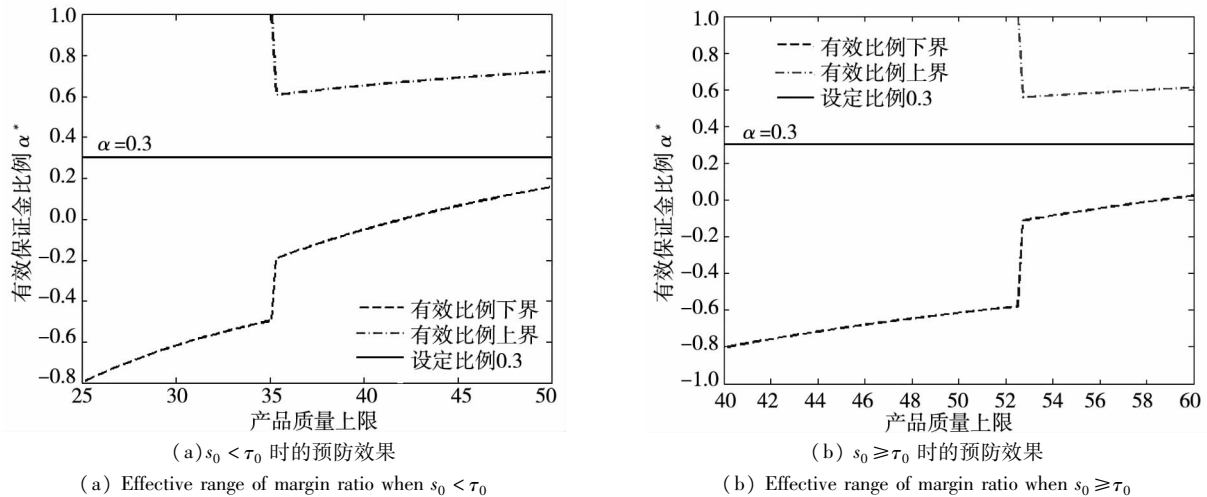 1.0
0.8
0.6
0.4
0.2
0.0
-0.2
-0.4
-0.6
-0.8
有效保证金比例 α*
α=0.3
有效比例下界
有效比例上界
设定比例0.3
25 30 35 40 45 50
产品质量上限
(a)s₀<τ₀ 时的预防效果
(a) Effective range of margin ratio when s₀<τ₀
1.0
0.8
0.6
0.4
0.2
0.0
-0.2
-0.4
-0.6
-0.8
-1.0
有效保证金比例 α*
有效比例下界
有效比例上界
设定比例0.3
α=0.3
40 42 44 46 48 50 52 54 56 58 60
产品质量上限
(b) s₀≥τ₀ 时的预防效果
(b) Effective range of margin ratio when s₀≥τ₀